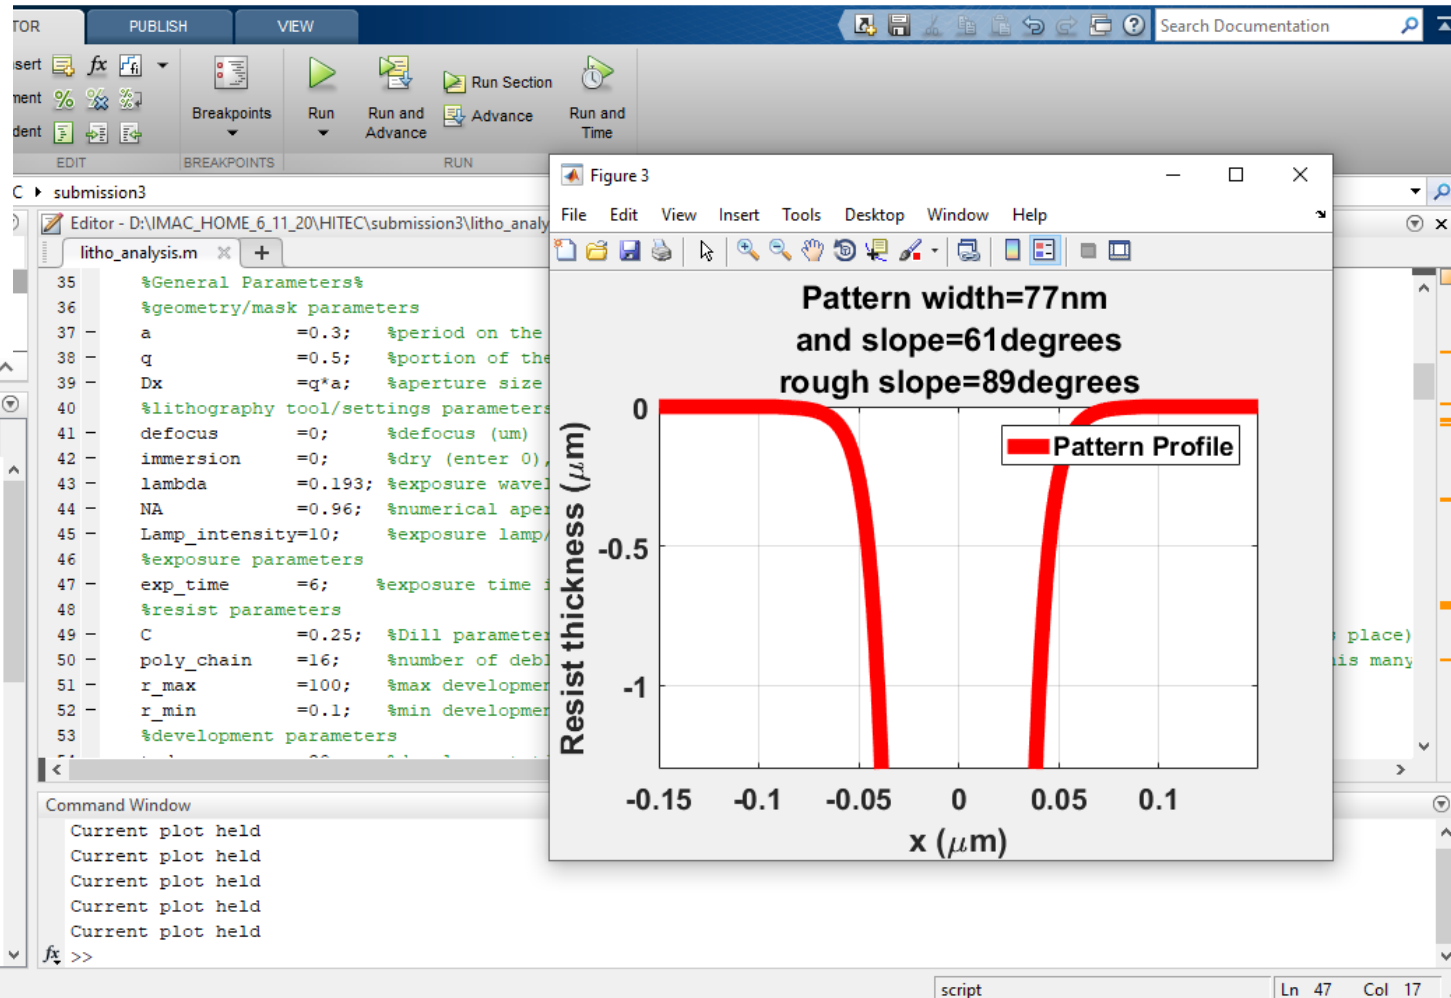 TOR PUBLISH VIEW Search Documentation
sert fx fi
Run Section
ment Breakpoints Run Run and Advance Advance Run and Time
dent
EDIT BREAKPOINTS RUN
C submission3
Editor - D:\IMAC_HOME_6_11_20\HITEC\submission3\litho_analy
litho_analysis.m +
35 %General Parameters%
36 %geometry/mask parameters
37 – a =0.3; %period on the
38 – q =0.5; %portion of the
39 – Dx =q*a; %aperture size
40 %lithography tool/settings parameters
41 – defocus =0; %defocus (um)
42 – immersion =0; %dry (enter 0),
43 – lambda =0.193; %exposure wavel
44 – NA =0.96; %numerical aper
45 – Lamp_intensity=10; %exposure lamp/
46 %exposure parameters
47 – exp_time =6; %exposure time i
48 %resist parameters
49 – C =0.25; %Dill parameter s place)
50 – poly_chain =16; %number of debl his many
51 – r_max =100; %max developmen
52 – r_min =0.1; %min developmen
53 %development parameters
Command Window
Current plot held
Current plot held
Current plot held
Current plot held
Current plot held
fx >>
script Ln 47 Col 17
Figure 3
File Edit View Insert Tools Desktop Window Help
Pattern width=77nm
and slope=61degrees
rough slope=89degrees
Pattern Profile
Resist thickness (μm)
0
-0.5
-1
-0.15 -0.1 -0.05 0 0.05 0.1
x (μm)